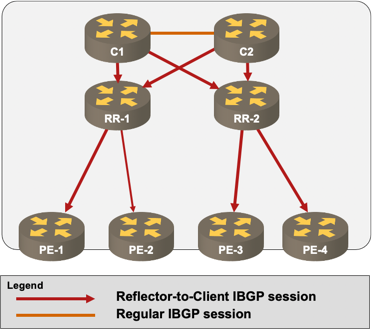 C1 C2
RR-1 RR-2
PE-1 PE-2 PE-3 PE-4
Legend
Reflector-to-Client IBGP session
Regular IBGP session